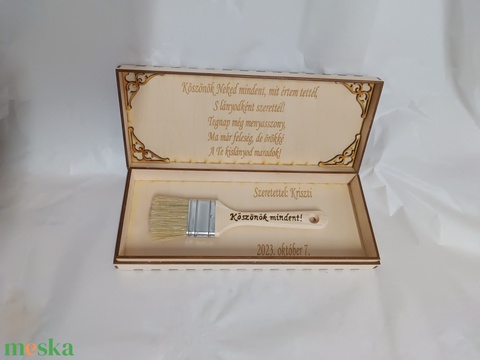 Köszönök Neked mindent, mit értem tettél,
S lányodként szerettél!
Tegnap még menyasszony,
Ma már feleség, de örökké
A Te kislányod maradok!
Szeretettel: Kriszti
Köszönök mindent!
2023. október 7.
meska